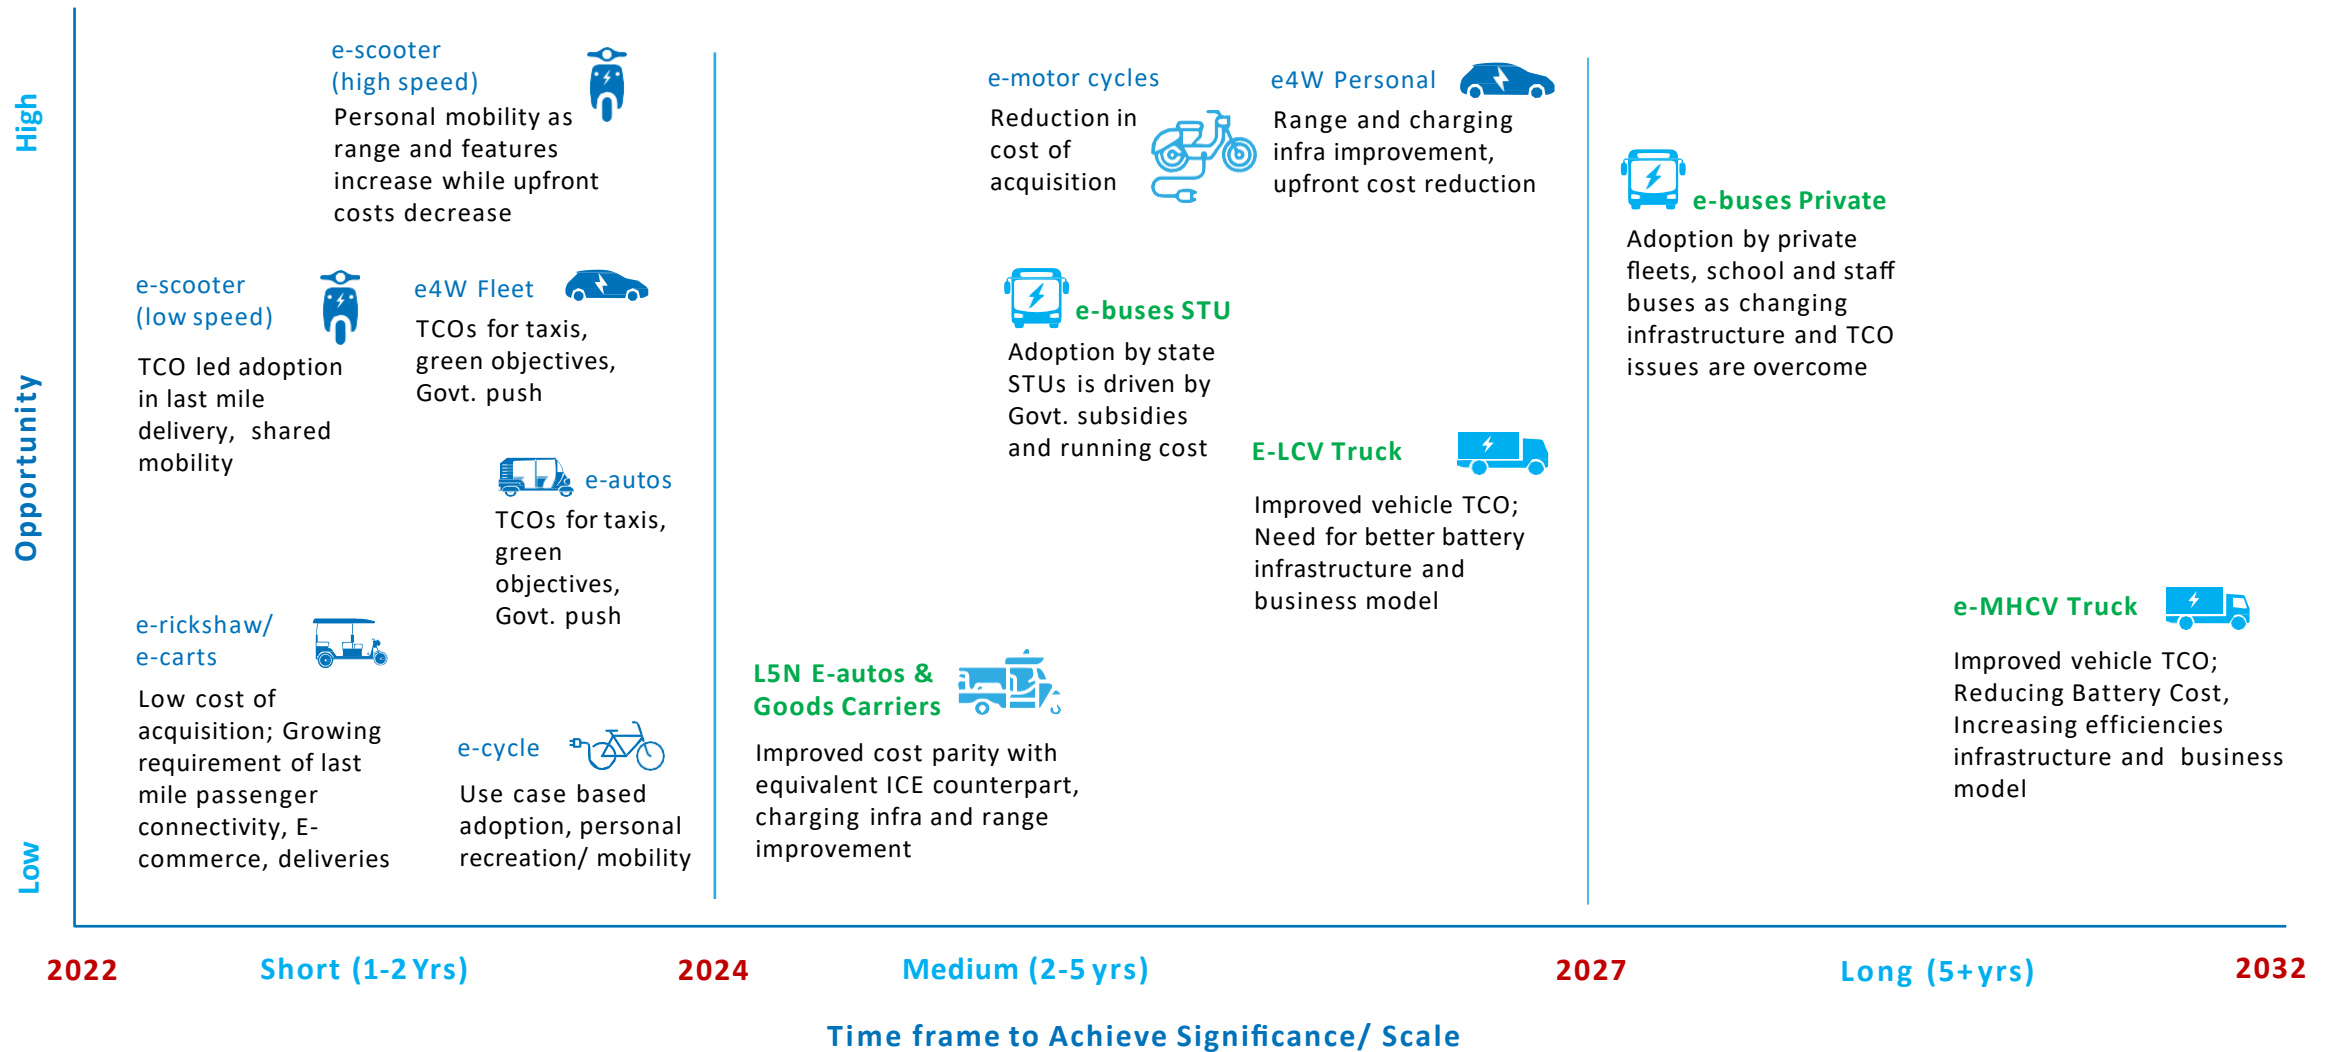 High
Opportunity
Low
e-scooter
(high speed)
Personal mobility as
range and features
increase while upfront
costs decrease
e-scooter
(low speed)
TCO led adoption
in last mile
delivery, shared
mobility
e4W Fleet
TCOs for taxis,
green objectives,
Govt. push
e-autos
TCOs for taxis,
green
objectives,
Govt. push
e-rickshaw/
e-carts
Low cost of
acquisition; Growing
requirement of last
mile passenger
connectivity, E-
commerce, deliveries
e-cycle
Use case based
adoption, personal
recreation/ mobility
e-motor cycles
Reduction in
cost of
acquisition
e4W Personal
Range and charging
infra improvement,
upfront cost reduction
e-buses STU
Adoption by state
STUs is driven by
Govt. subsidies
and running cost
E-LCV Truck
Improved vehicle TCO;
Need for better battery
infrastructure and
business model
L5N E-autos &
Goods Carriers
Improved cost parity with
equivalent ICE counterpart,
charging infra and range
improvement
e-buses Private
Adoption by private
fleets, school and staff
buses as changing
infrastructure and TCO
issues are overcome
e-MHCV Truck
Improved vehicle TCO;
Reducing Battery Cost,
Increasing efficiencies
infrastructure and business
model
2022
Short (1-2 Yrs)
2024
Medium (2-5 yrs)
2027
Long (5+ yrs)
2032
Time frame to Achieve Significance/ Scale